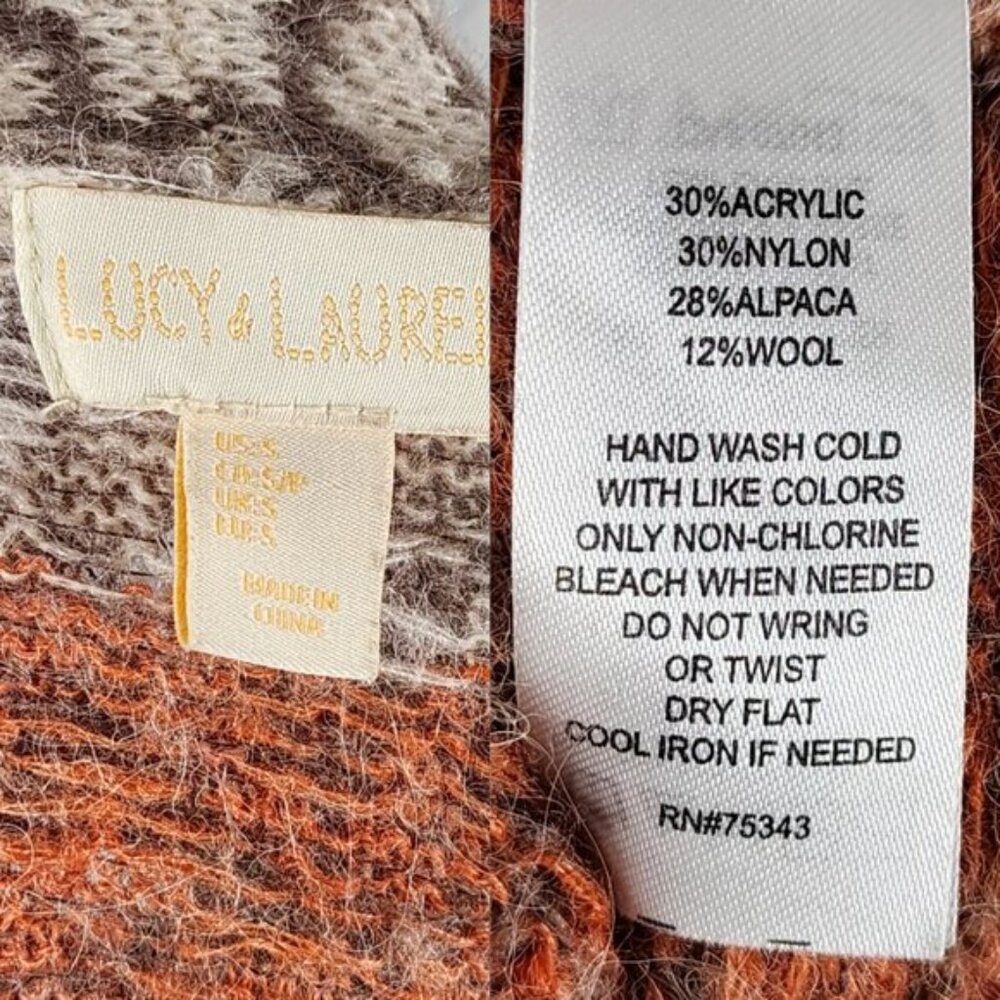 LUCY & LAUREL
US:S
CA:S/P
UK:S
EU:S
MADE IN
CHINA
30%ACRYLIC
30%NYLON
28%ALPACA
12%WOOL
HAND WASH COLD
WITH LIKE COLORS
ONLY NON-CHLORINE
BLEACH WHEN NEEDED
DO NOT WRING
OR TWIST
DRY FLAT
COOL IRON IF NEEDED
RN#75343